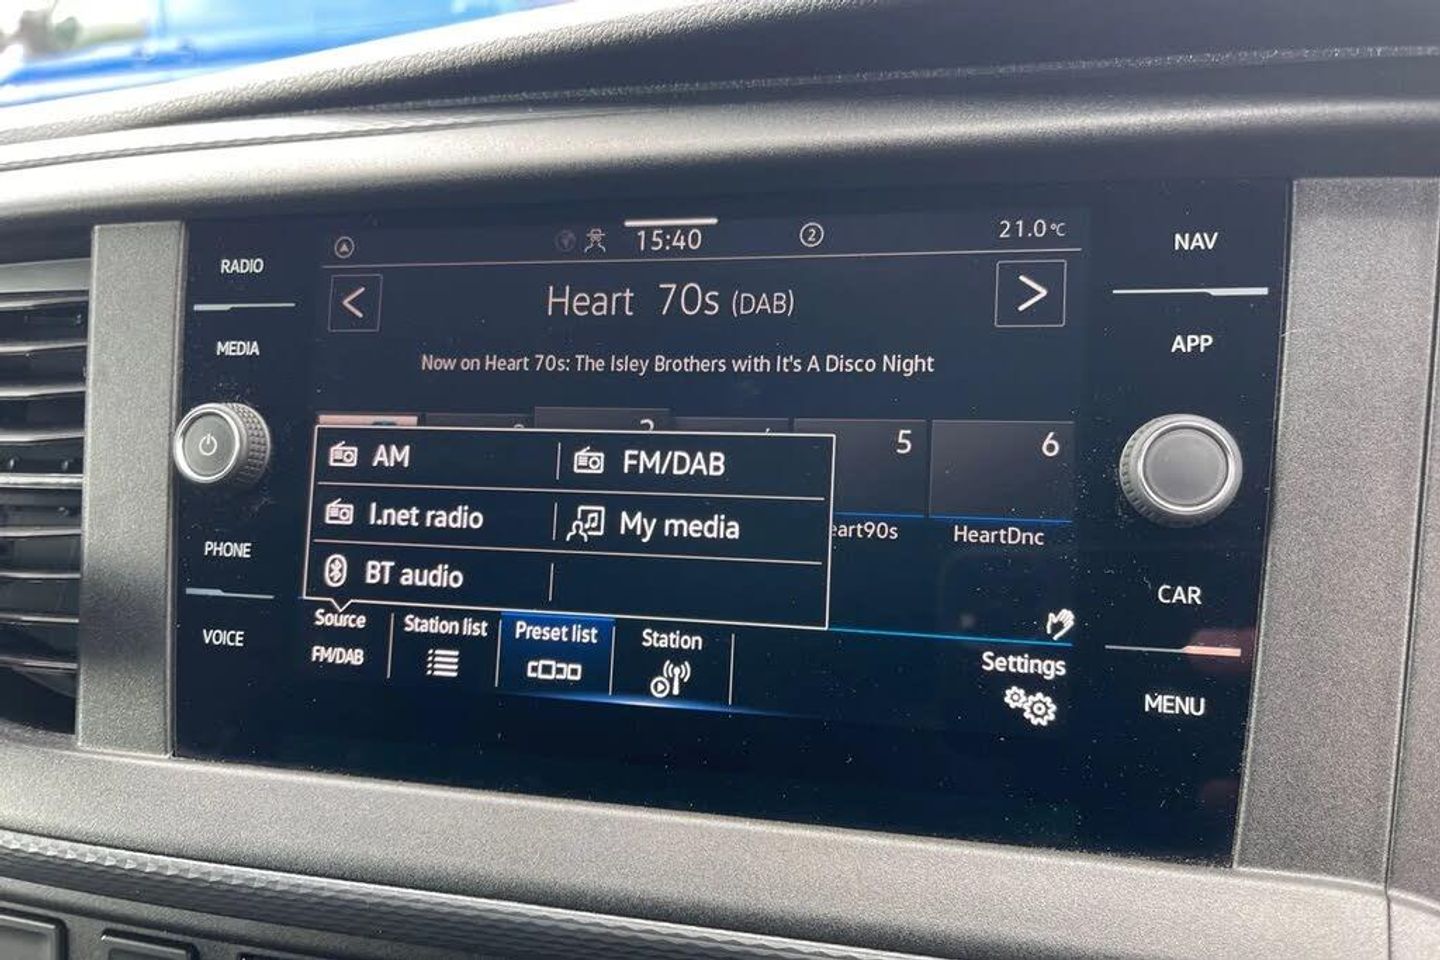 RADIO
MEDIA
PHONE
VOICE
15:40
2
21.0°C
Heart 70s (DAB)
Now on Heart 70s: The Isley Brothers with It's A Disco Night
5
6
HeartDnc
AM
FM/DAB
I.net radio
My media
BT audio
Source
FM/DAB
Station list
Preset list
Station
Settings
NAV
APP
CAR
MENU